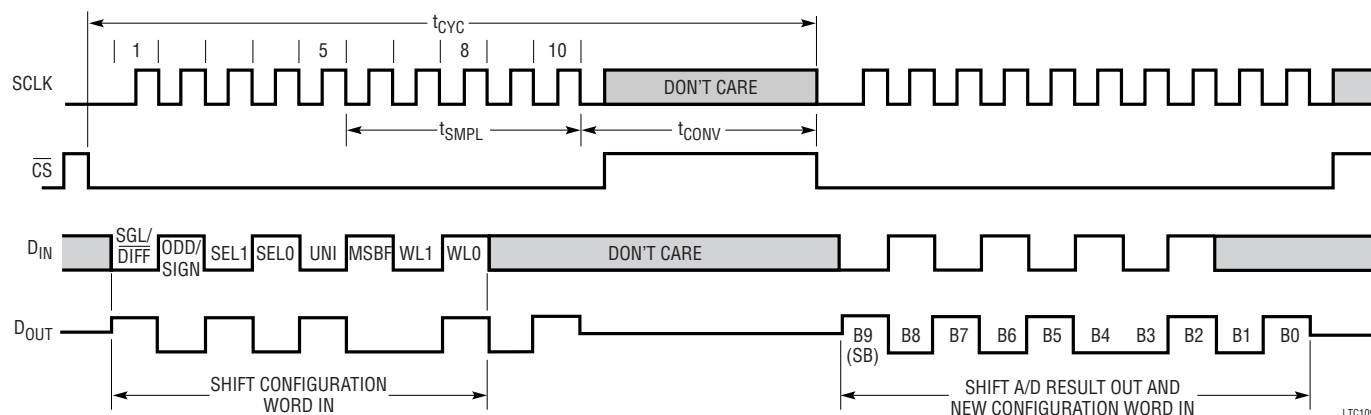 tCYC
1 5 8 10
SCLK DON'T CARE
tSMPL tCONV
CS
DIN SGL/ DIFF ODD/ SIGN SEL1 SEL0 UNI MSBF WL1 WL0 DON'T CARE
DOUT B9 (SB) B8 B7 B6 B5 B4 B3 B2 B1 B0
SHIFT CONFIGURATION
WORD IN
SHIFT A/D RESULT OUT AND
NEW CONFIGURATION WORD IN